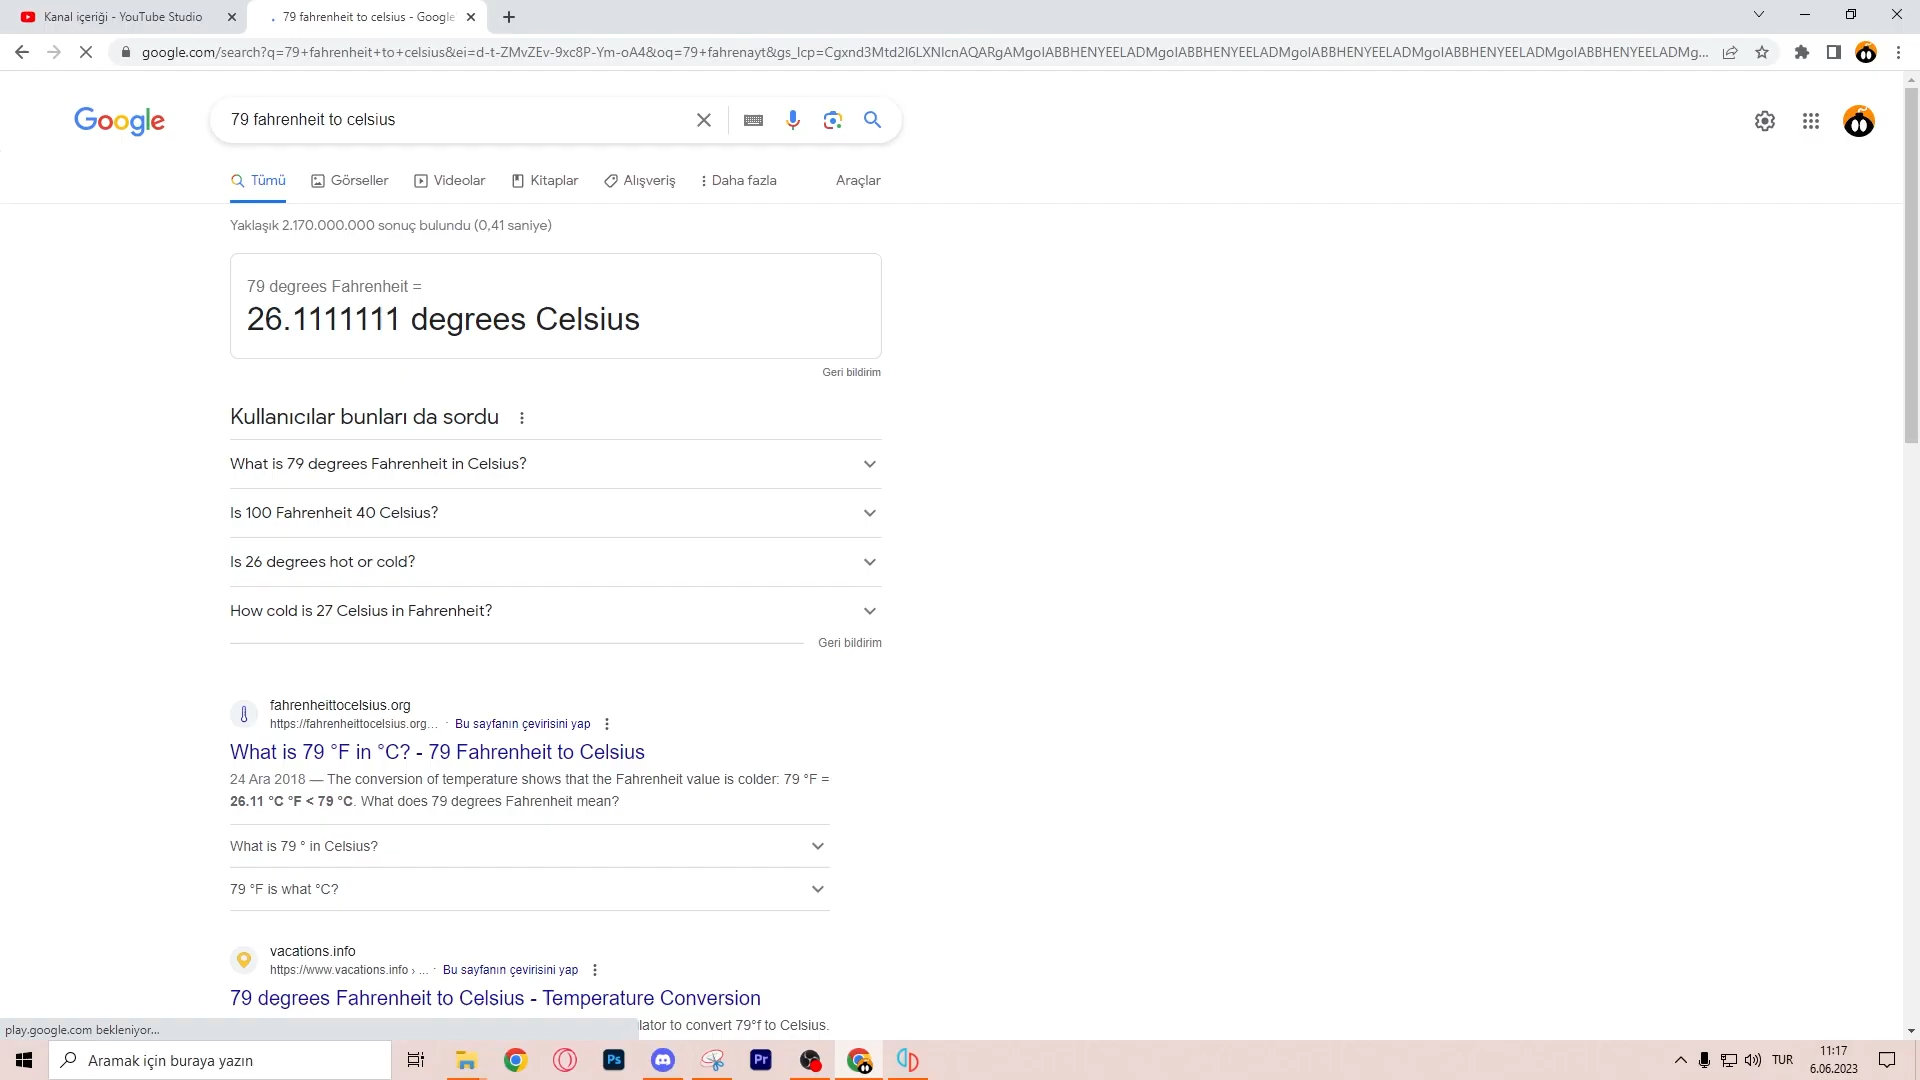 Kanal içeriği - YouTube Studio
79 fahrenheit to celsius - Google
google.com/search?q=79+fahrenheit+to+celsius&ei=d-t-ZMvZEv-9xc8P-Ym-oA4&oq=79+fahrenayt&gs_lcp=Cgxnd3Mtd2l6LXNlcnAQARgAMgoIABBHENYEELADMgoIABBHENYEELADMgoIABBHENYEELADMgoIABBHENYEELADMgoIABBHENYEELADMg...
Google
79 fahrenheit to celsius
Tümü
Görseller
Videolar
Kitaplar
Alışveriş
Daha fazla
Araçlar
Yaklaşık 2.170.000.000 sonuç bulundu (0,41 saniye)
79 degrees Fahrenheit =
26.1111111 degrees Celsius
Geri bildirim
Kullanıcılar bunları da sordu
What is 79 degrees Fahrenheit in Celsius?
Is 100 Fahrenheit 40 Celsius?
Is 26 degrees hot or cold?
How cold is 27 Celsius in Fahrenheit?
Geri bildirim
fahrenheittocelsius.org
https://fahrenheittocelsius.org... · Bu sayfanın çevirisini yap
What is 79 °F in °C? - 79 Fahrenheit to Celsius
24 Ara 2018 — The conversion of temperature shows that the Fahrenheit value is colder: 79 °F =
26.11 °C °F < 79 °C. What does 79 degrees Fahrenheit mean?
What is 79 ° in Celsius?
79 °F is what °C?
vacations.info
https://www.vacations.info › ... · Bu sayfanın çevirisini yap
79 degrees Fahrenheit to Celsius - Temperature Conversion
lator to convert 79°f to Celsius.
play.google.com bekleniyor...
Aramak için buraya yazın
Ps
Pr
TUR
11:17
6.06.2023